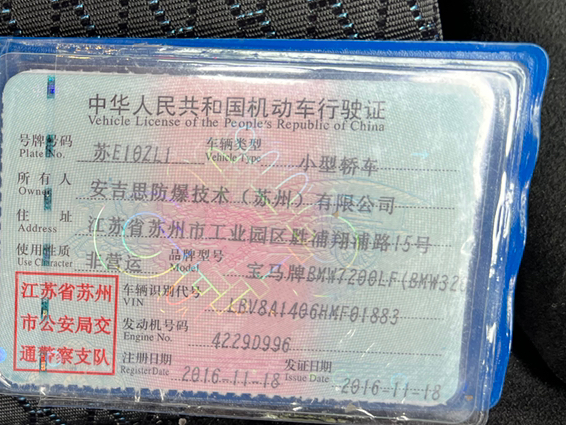 中华人民共和国机动车行驶证
Vehicle License of the People's Republic of China
号牌号码 苏E10ZL1 车辆类型 小型轿车
Plate No. Vehicle Type
所有人 安吉思防爆技术（苏州）有限公司
Owner
住址 江苏省苏州市工业园区胜浦翔浦路15号
Address
使用性质 非营运 品牌型号 宝马牌BMW7200LF(BMW320
Use Character Model
江苏省苏州 车辆识别代号 LBV8A1406HMF01883
VIN
市公安局交 发动机号码 4229D996
Engine No.
通警察支队 注册日期 2016-11-18 发证日期 2016-11-18
Register Date Issue Date